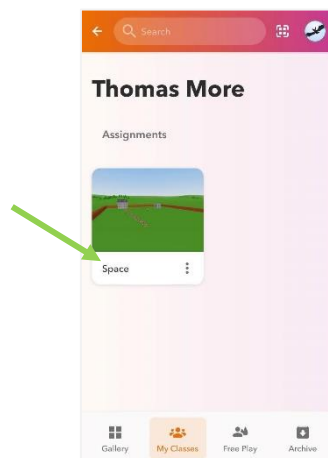 Search
Thomas More
Assignments
Space
Gallery My Classes Free Play Archive